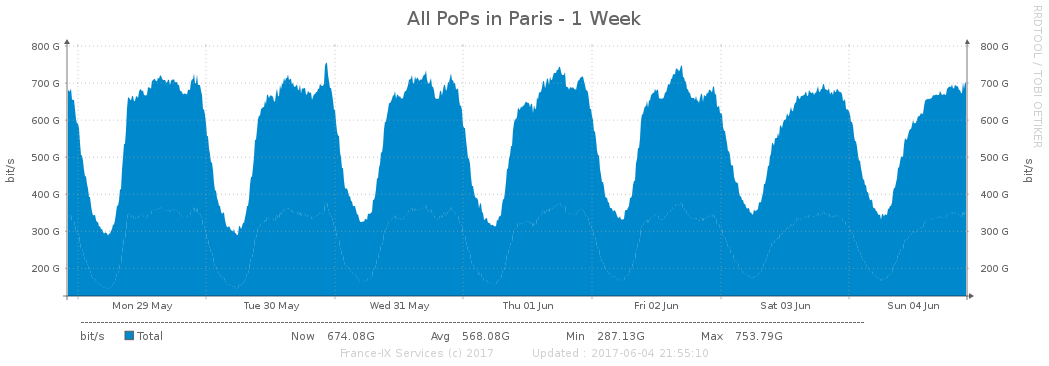 All PoPs in Paris - 1 Week
RRDTOOL / TOBI OETIKER
800 G 800 G
700 G 700 G
600 G 600 G
500 G 500 G
400 G 400 G
300 G 300 G
200 G 200 G
bit/s bit/s
Mon 29 May Tue 30 May Wed 31 May Thu 01 Jun Fri 02 Jun Sat 03 Jun Sun 04 Jun
bit/s Total Now 674.08G Avg 568.08G Min 287.13G Max 753.79G
France-IX Services (c) 2017 Updated : 2017-06-04 21:55:10